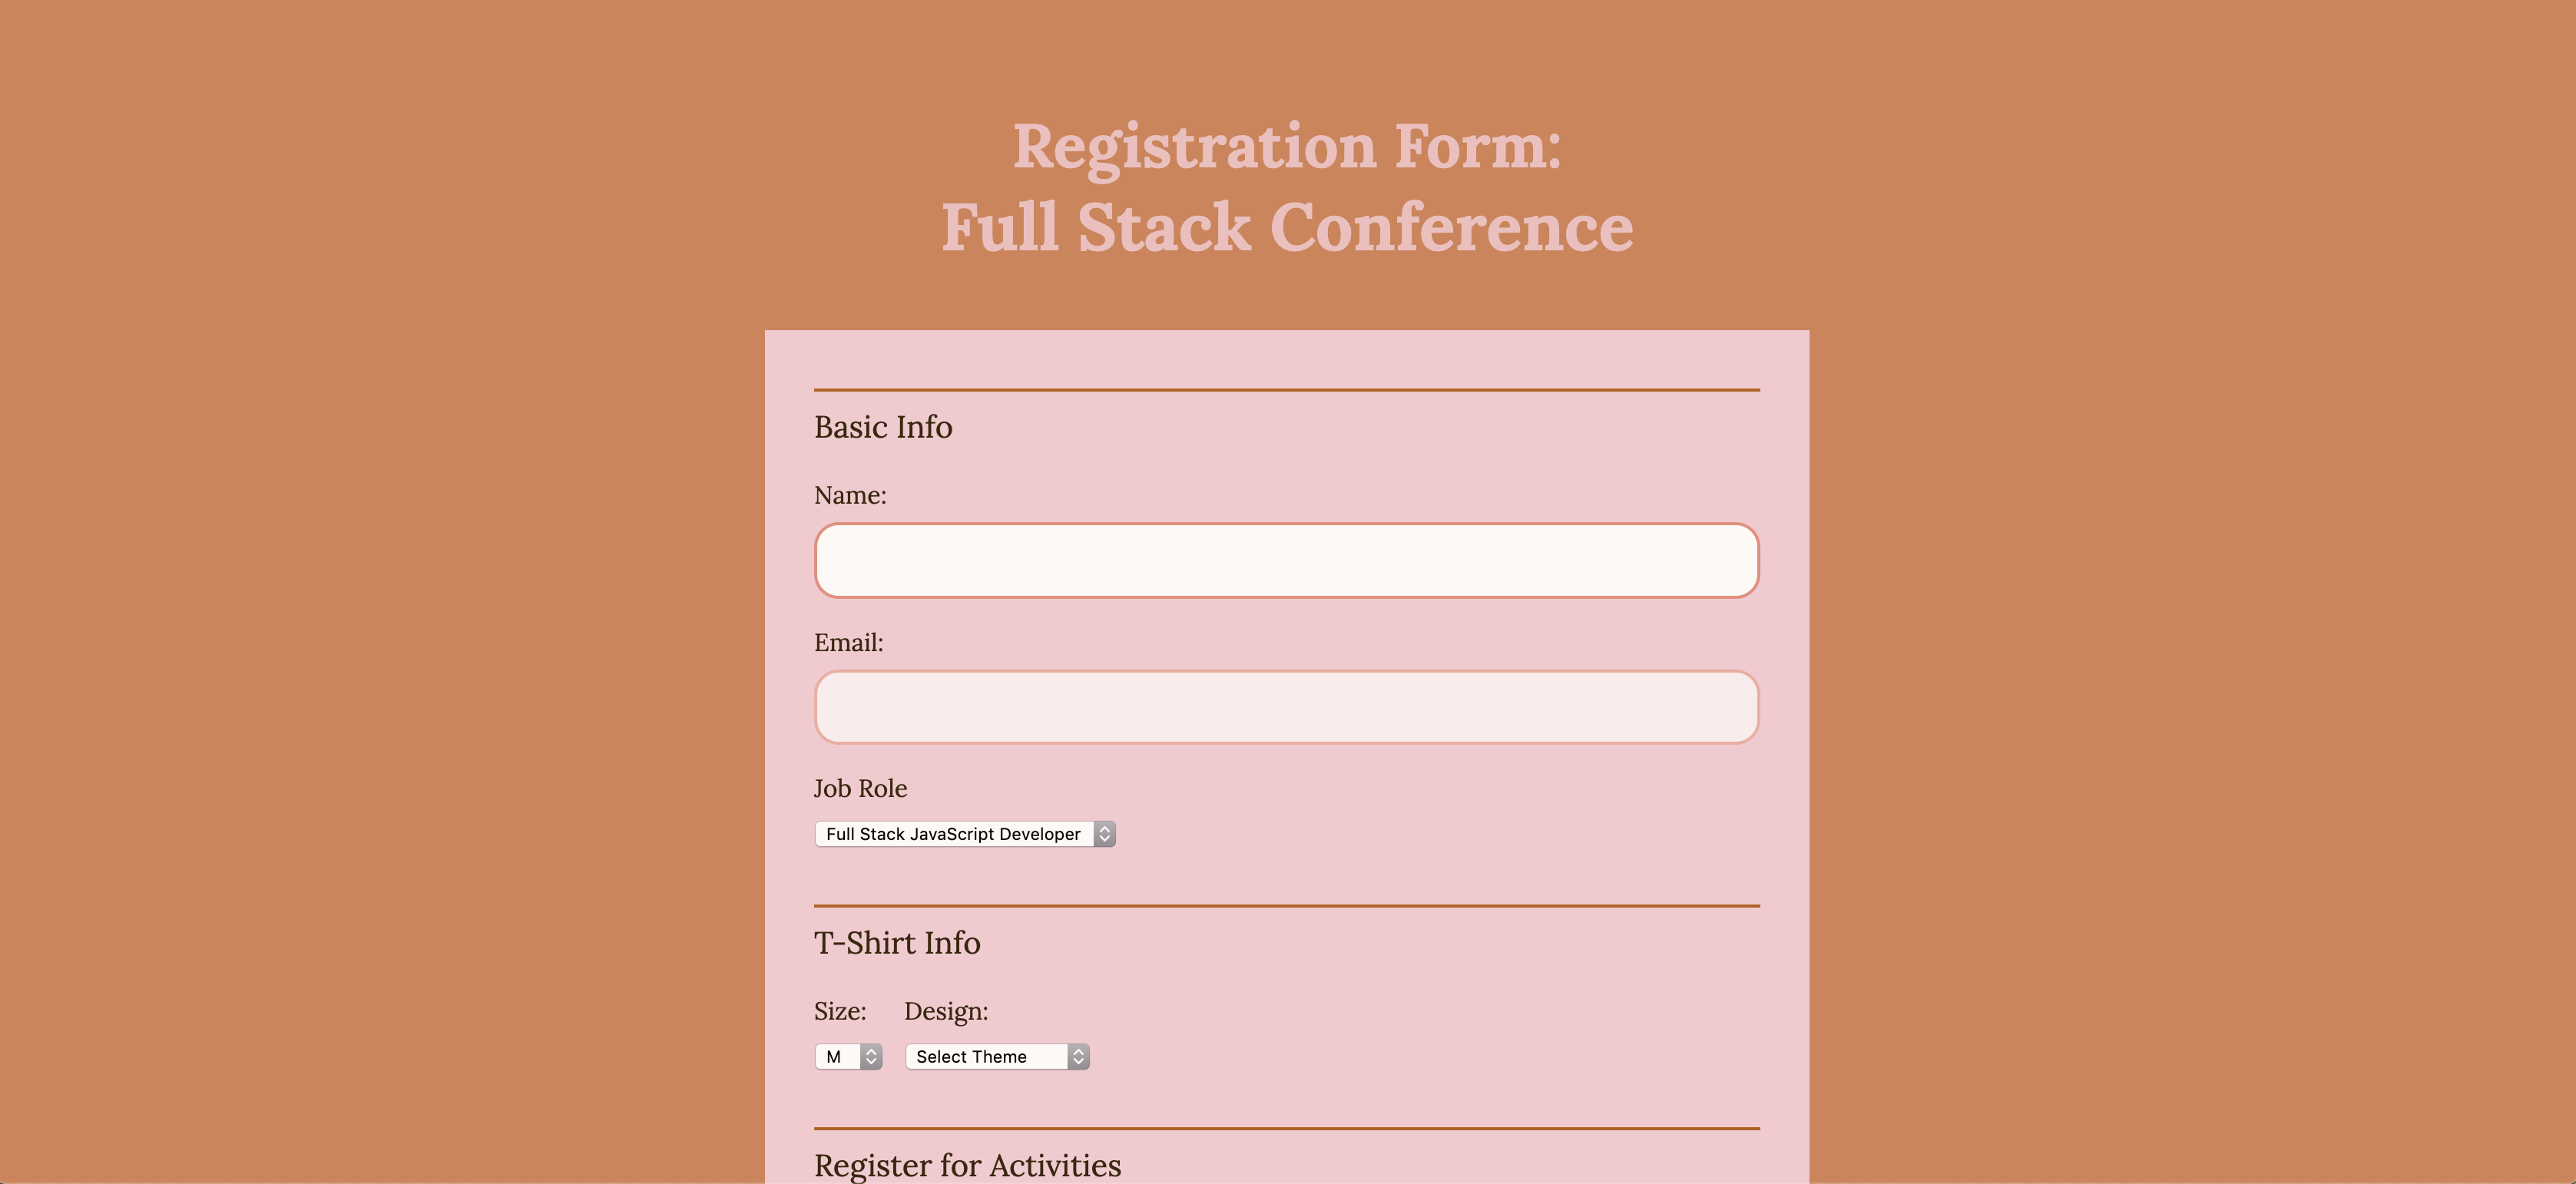 Registration Form:
Full Stack Conference
Basic Info
Name:
Email:
Job Role
Full Stack JavaScript Developer
T-Shirt Info
Size: Design:
M Select Theme
Register for Activities